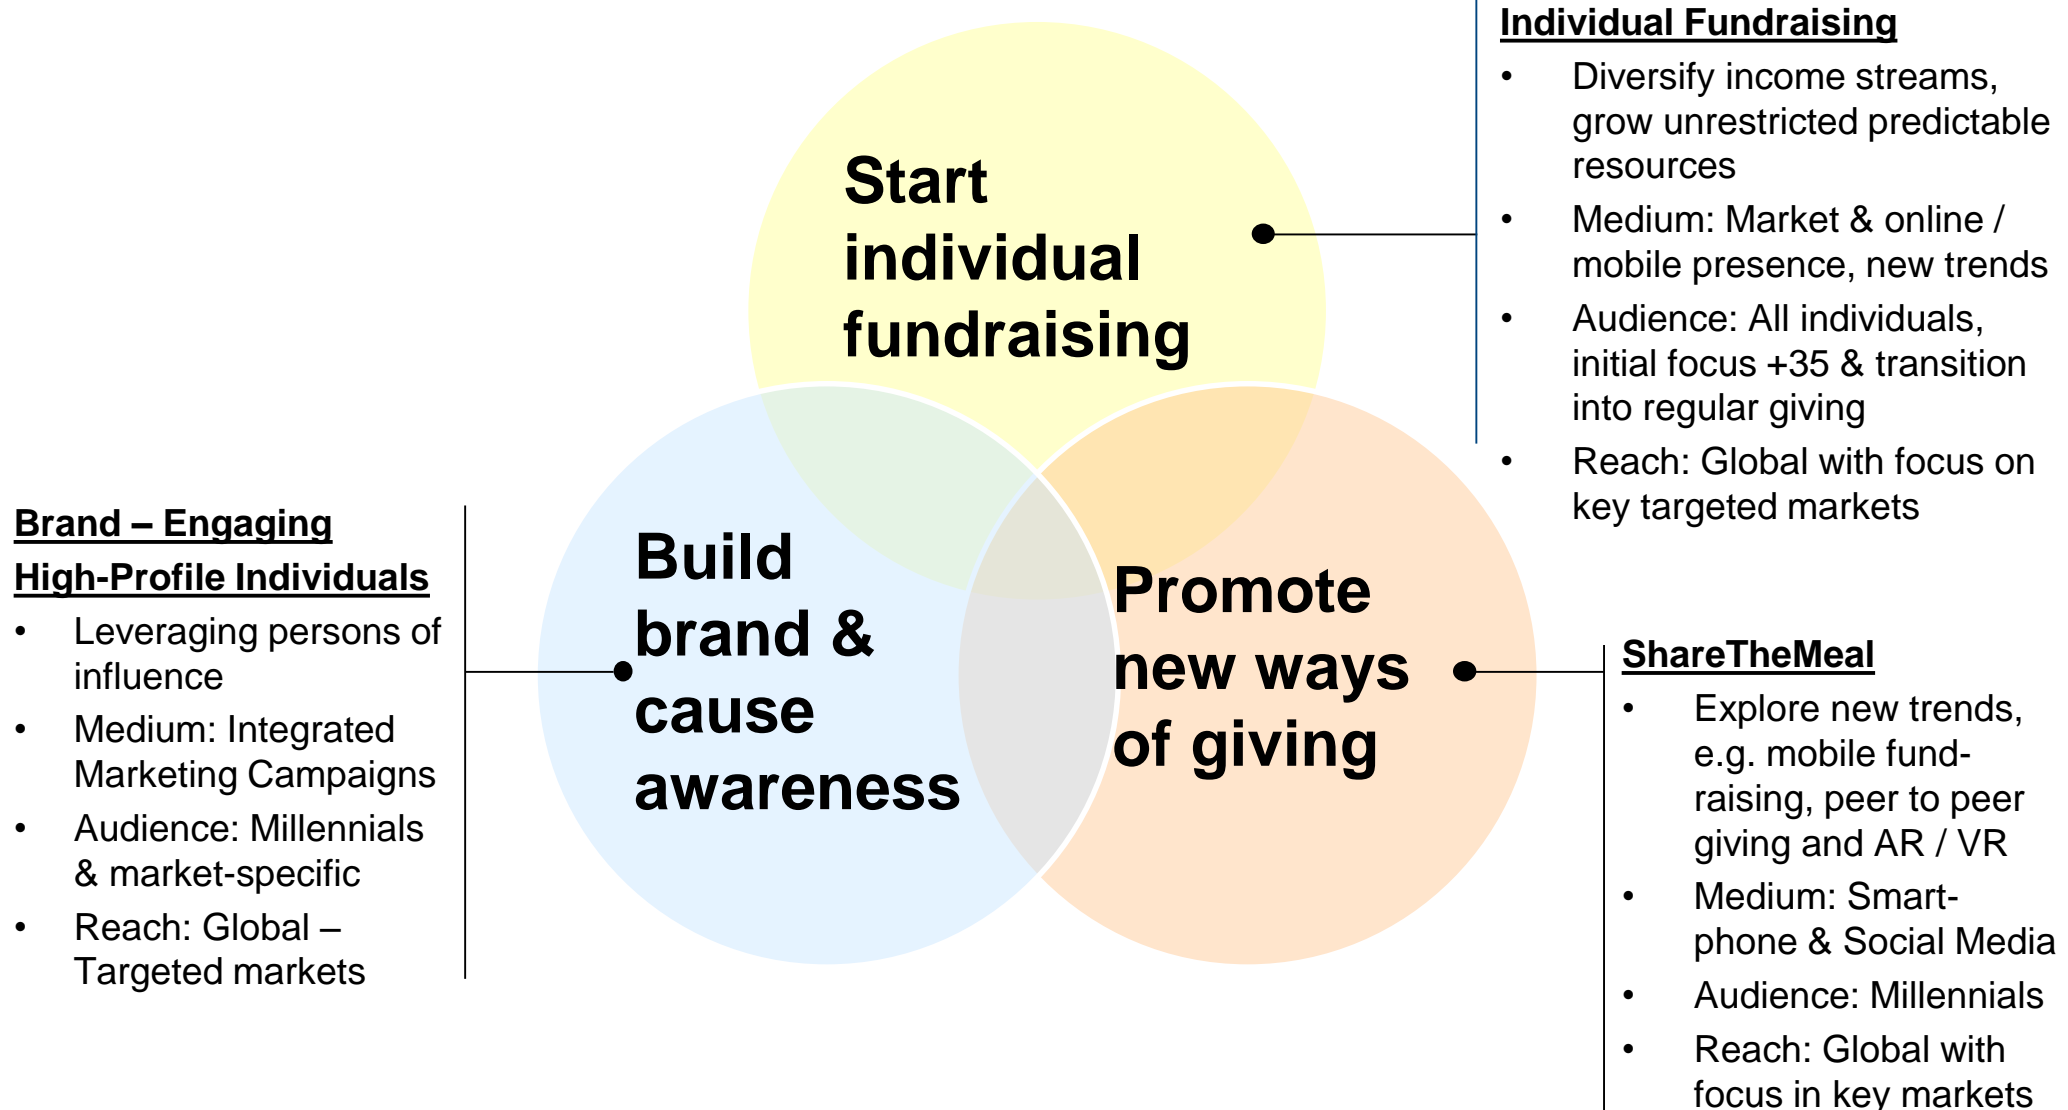 Individual Fundraising
• Diversify income streams,
grow unrestricted predictable
resources
• Medium: Market & online /
mobile presence, new trends
• Audience: All individuals,
initial focus +35 & transition
into regular giving
• Reach: Global with focus on
key targeted markets
Start
individual
fundraising
Brand – Engaging
High-Profile Individuals
• Leveraging persons of
influence
• Medium: Integrated
Marketing Campaigns
• Audience: Millennials
& market-specific
• Reach: Global –
Targeted markets
Build
brand &
cause
awareness
Promote
new ways
of giving
ShareTheMeal
• Explore new trends,
e.g. mobile fund-
raising, peer to peer
giving and AR / VR
• Medium: Smart-
phone & Social Media
• Audience: Millennials
• Reach: Global with
focus in key markets